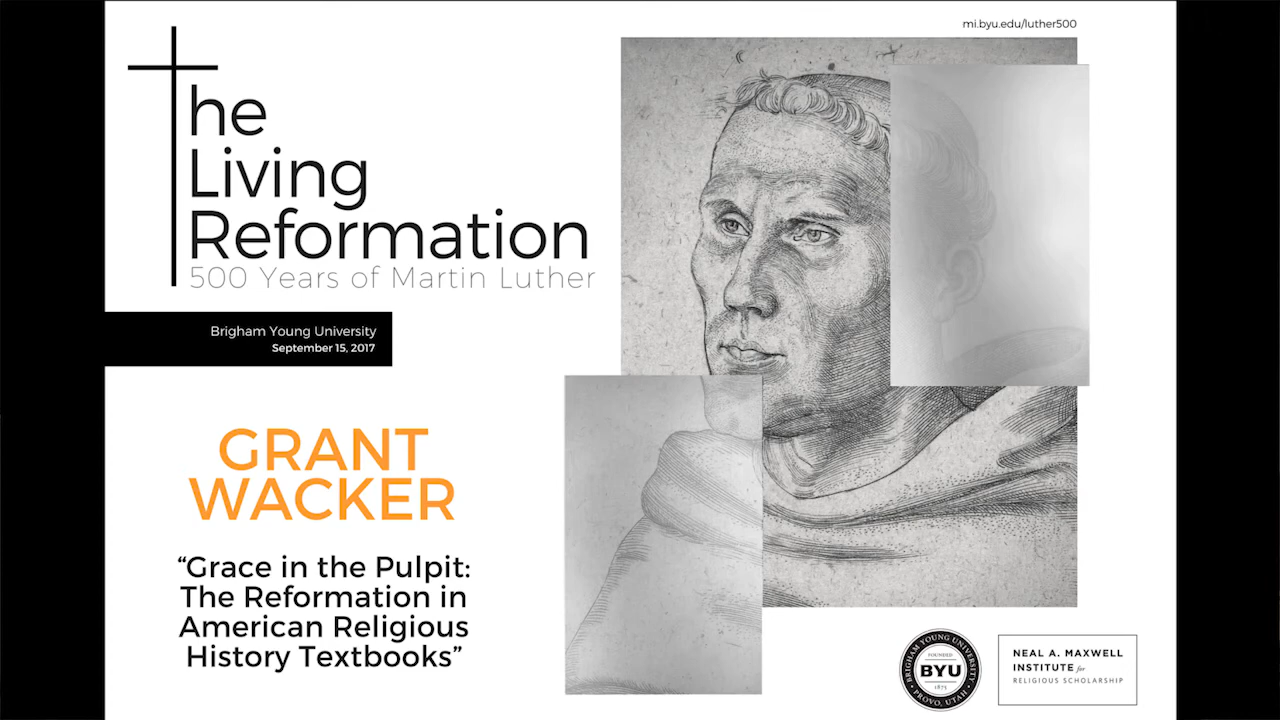 mi.byu.edu/luther500
The
Living
Reformation
500 Years of Martin Luther
Brigham Young University
September 15, 2017
GRANT
WACKER
“Grace in the Pulpit:
The Reformation in
American Religious
History Textbooks”
BRIGHAM YOUNG UNIVERSITY
FOUNDED
BYU
1875
PROVO, UTAH
NEAL A. MAXWELL
INSTITUTE for
RELIGIOUS SCHOLARSHIP